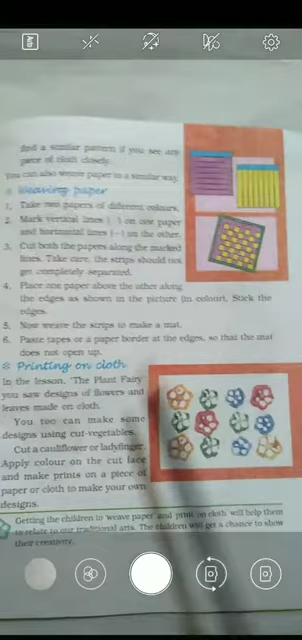 find a similar pattern if you see any
piece of cloth closely.
You can also weave paper in a similar way.
Weaving paper
1. Take two papers of different colours.
2. Mark vertical lines ( | ) on one paper
and horizontal lines (—) on the other.
3. Cut both the papers along the marked
lines. Take care, the strips should not
get completely separated.
4. Place one paper above the other along
the edges as shown in the picture (in colour). Stick the
edges.
5. Now weave the strips to make a mat.
6. Paste tapes or a paper border at the edges, so that the mat
does not open up.
Printing on cloth
In the lesson, 'The Plant Fairy
you saw designs of flowers and
leaves made on cloth.
You too can make some
designs using cut-vegetables.
Cut a cauliflower or ladyfinger.
Apply colour on the cut face
and make prints on a piece of
paper or cloth to make your own
designs.
Getting the children to weave paper and print on cloth will help them
to relate to our traditional arts. The children will get a chance to show
their creativity.